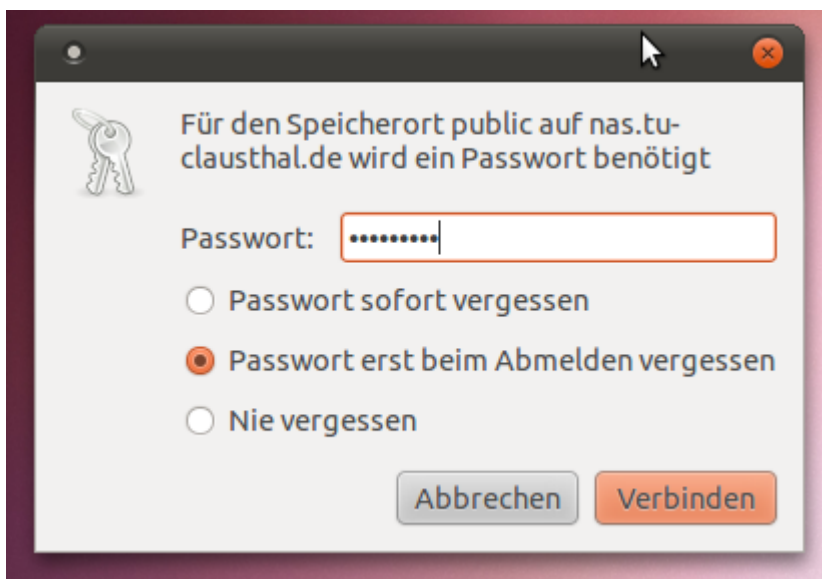 Für den Speicherort public auf nas.tu-
clausthal.de wird ein Passwort benötigt
Passwort: •••••••••
Passwort sofort vergessen
Passwort erst beim Abmelden vergessen
Nie vergessen
Abbrechen Verbinden